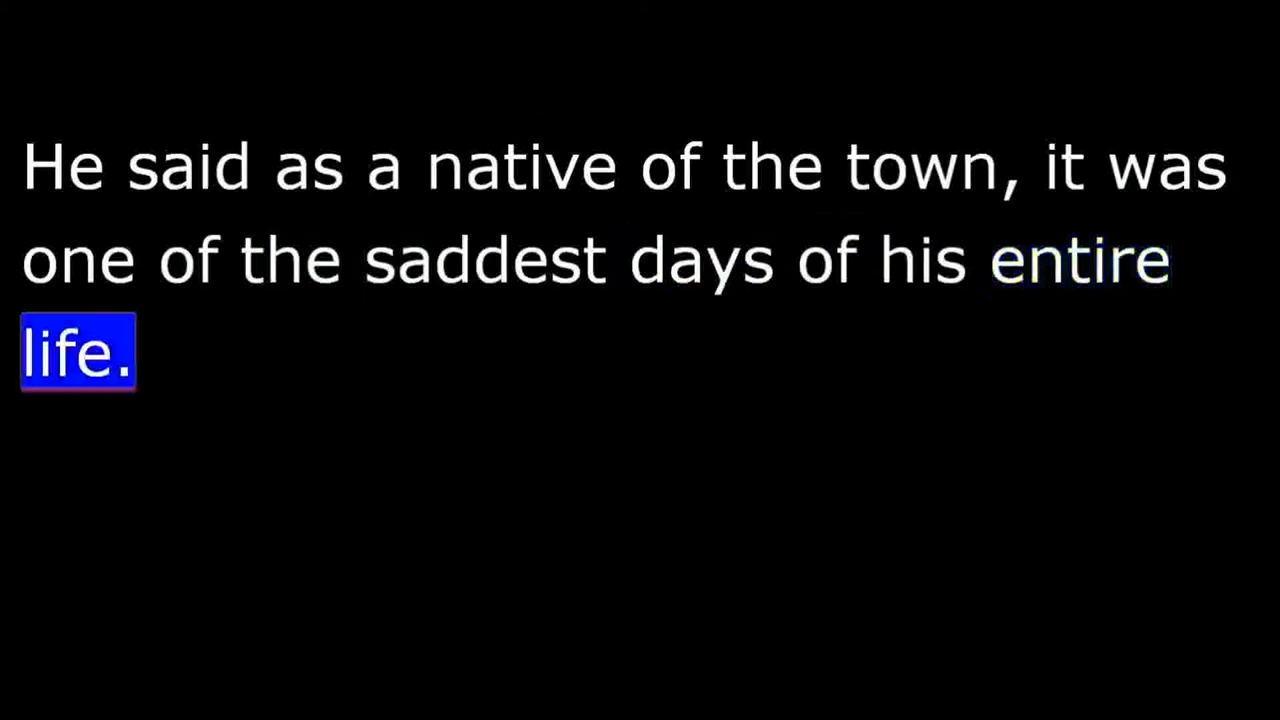 He said as a native of the town, it was
one of the saddest days of his entire
life.